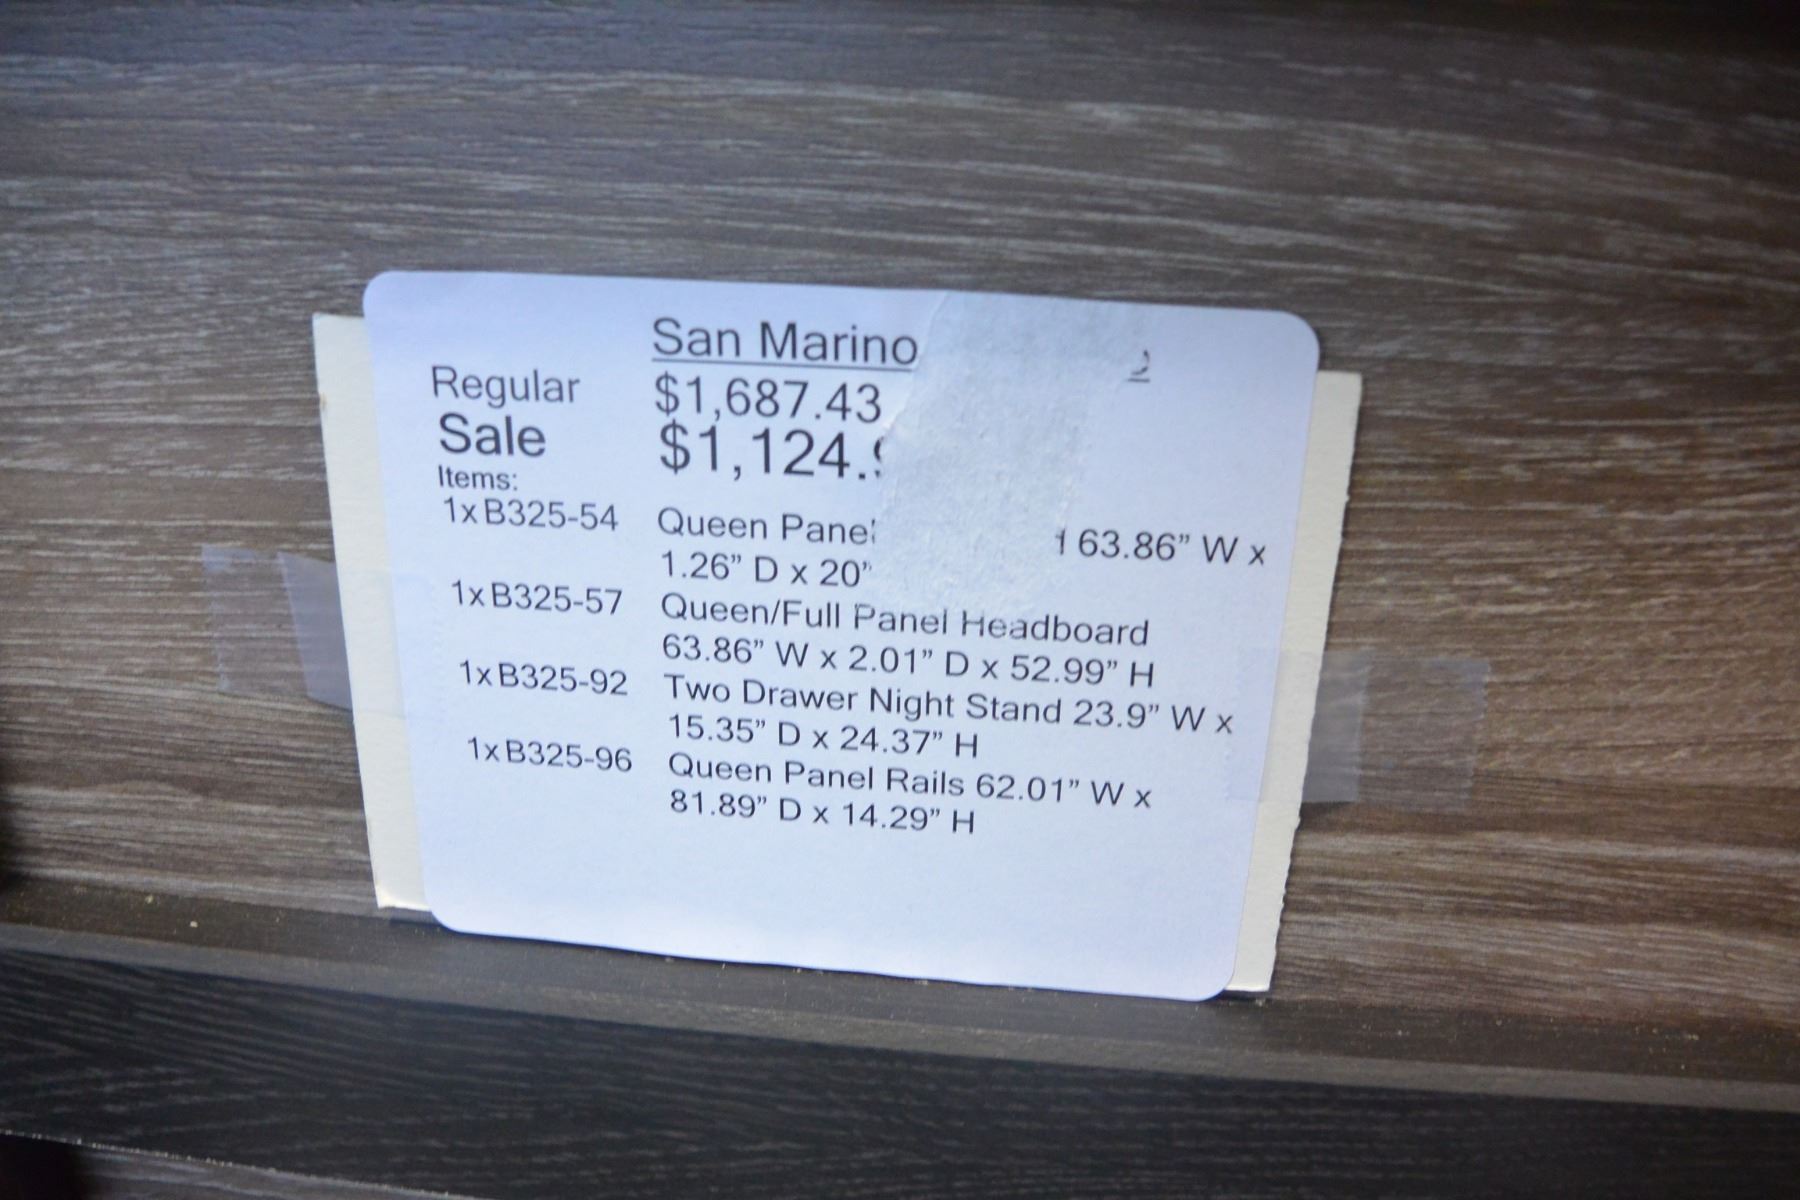 San Marino
Regular $1,687.43
Sale $1,124.
Items:
1x B325-54 Queen Panel 63.86” W x
1.26” D x 20”
1x B325-57 Queen/Full Panel Headboard
63.86” W x 2.01” D x 52.99” H
1x B325-92 Two Drawer Night Stand 23.9” W x
15.35” D x 24.37” H
1x B325-96 Queen Panel Rails 62.01” W x
81.89” D x 14.29” H